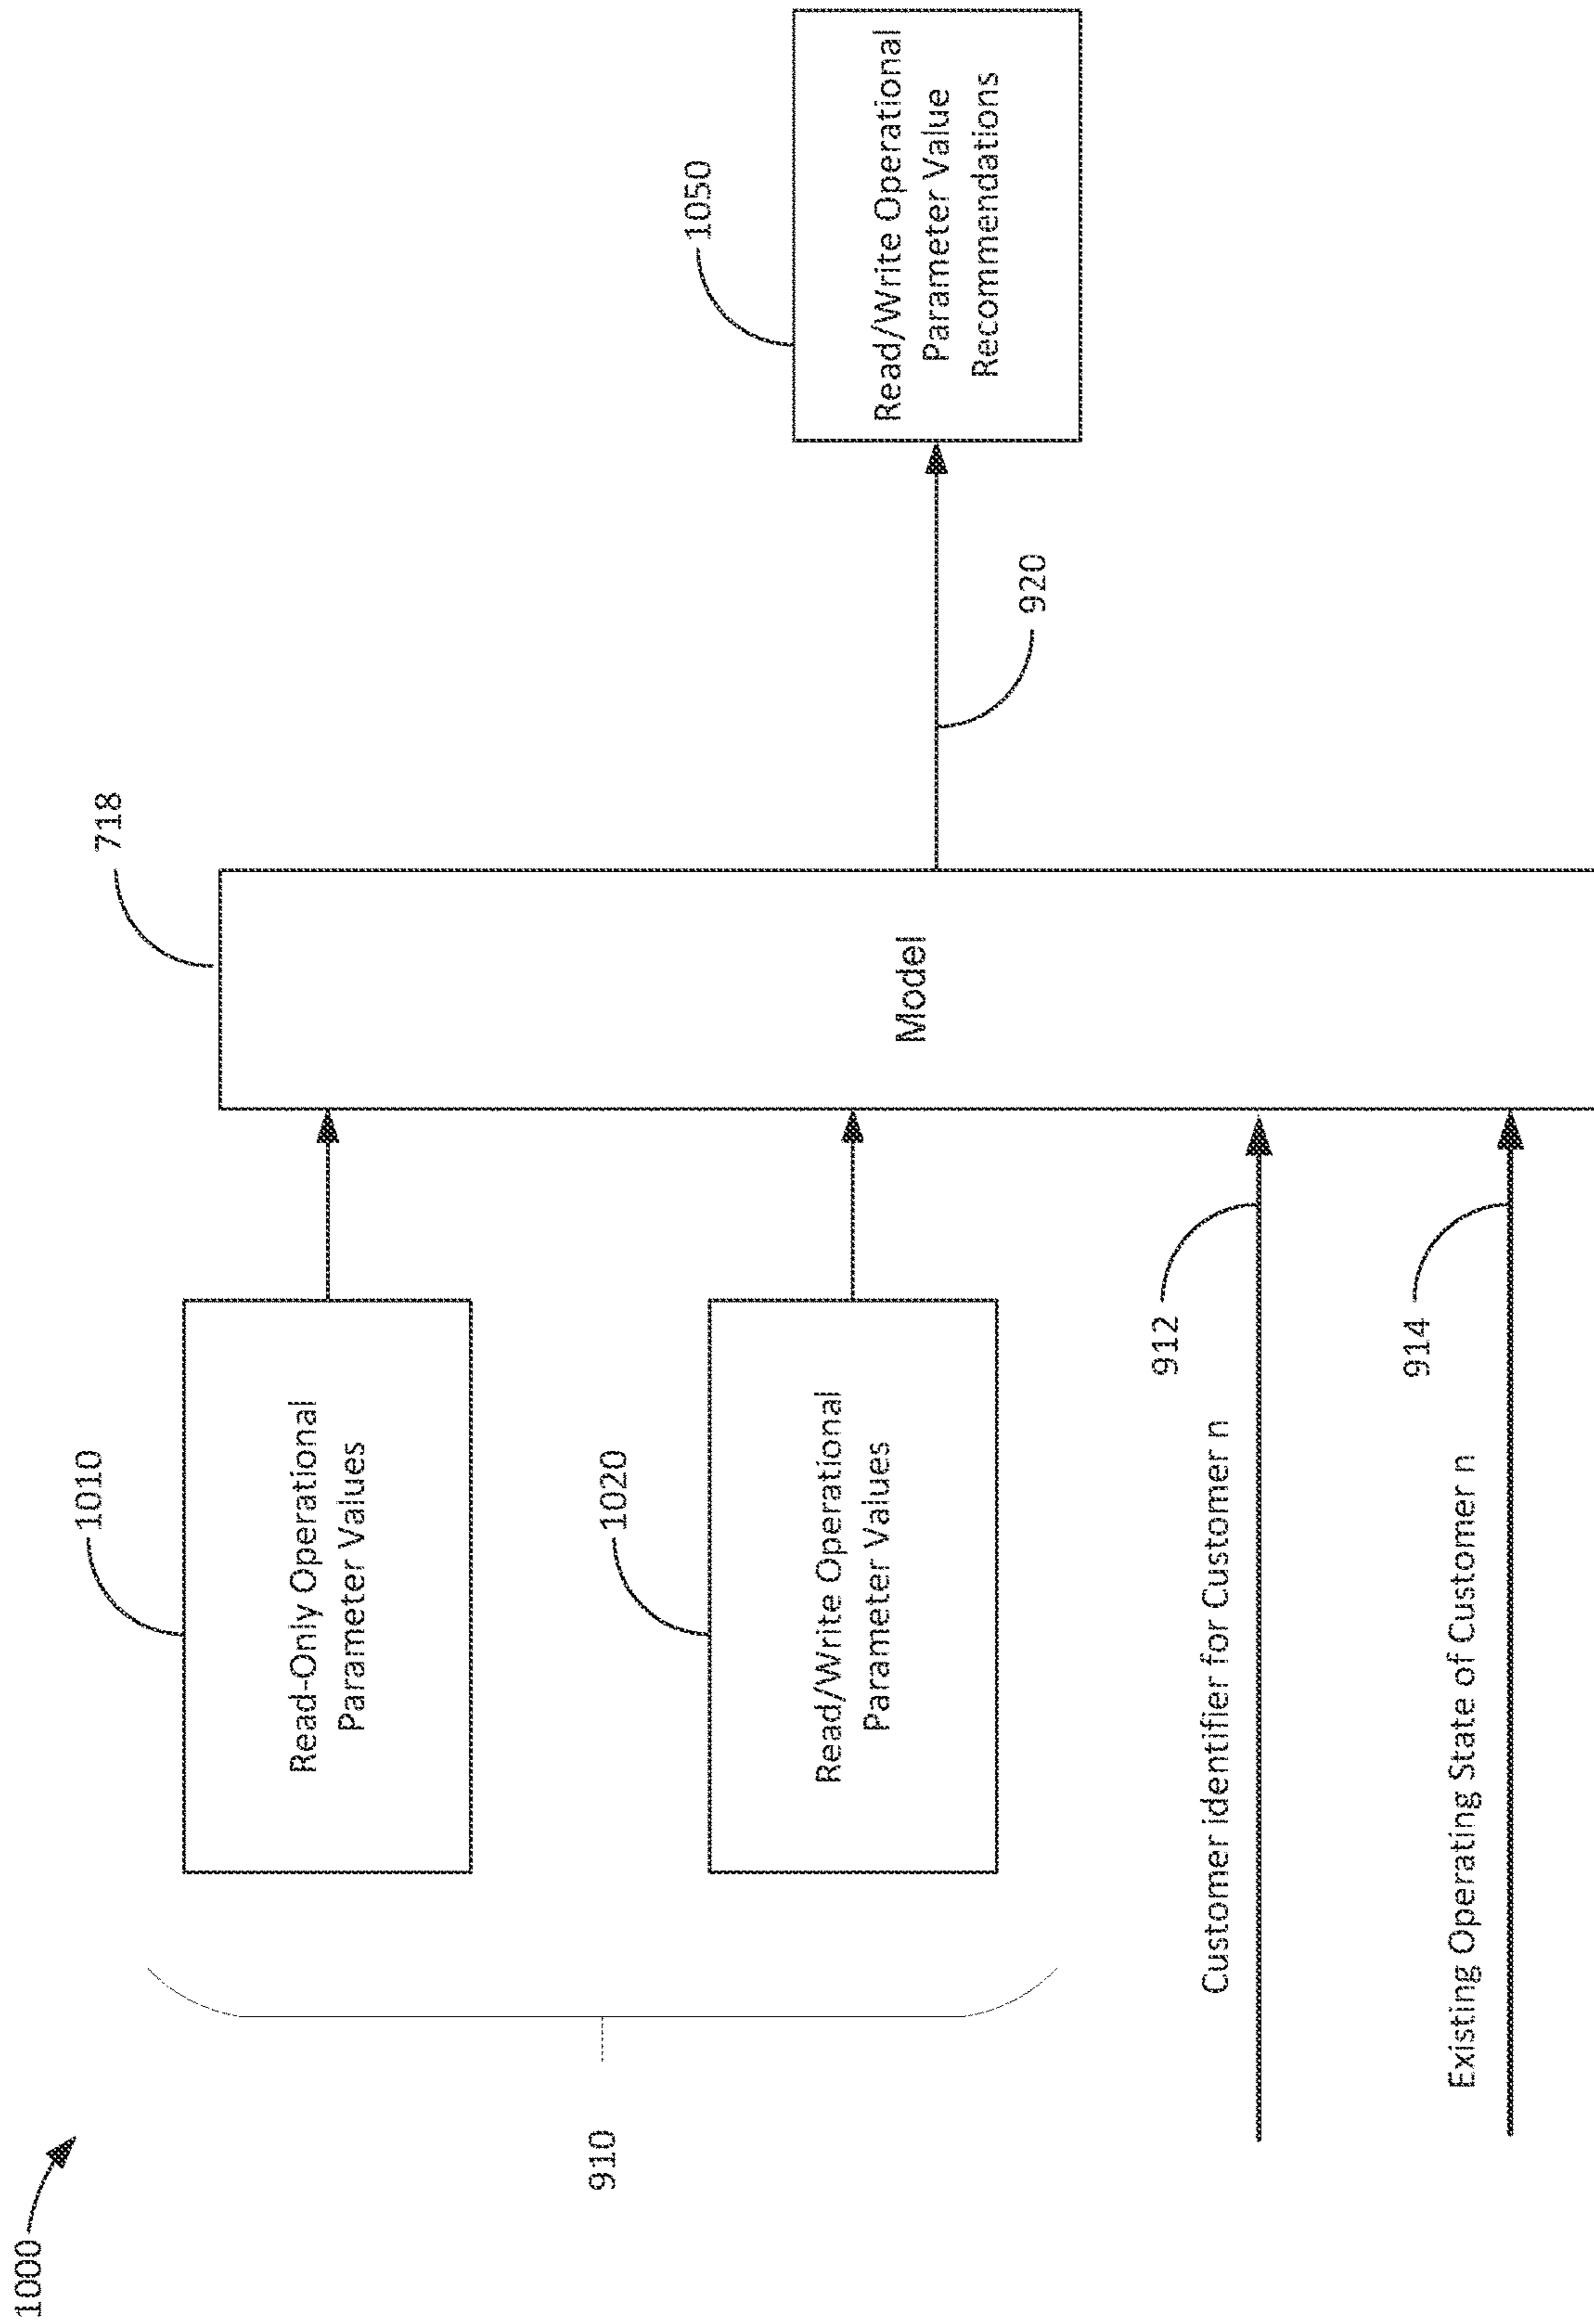 1000
910
1010
Read-Only Operational
Parameter Values
1020
Read/Write Operational
Parameter Values
Customer identifier for Customer n
912
Existing Operating State of Customer n
914
718
Model
920
1050
Read/Write Operational
Parameter Value
Recommendations